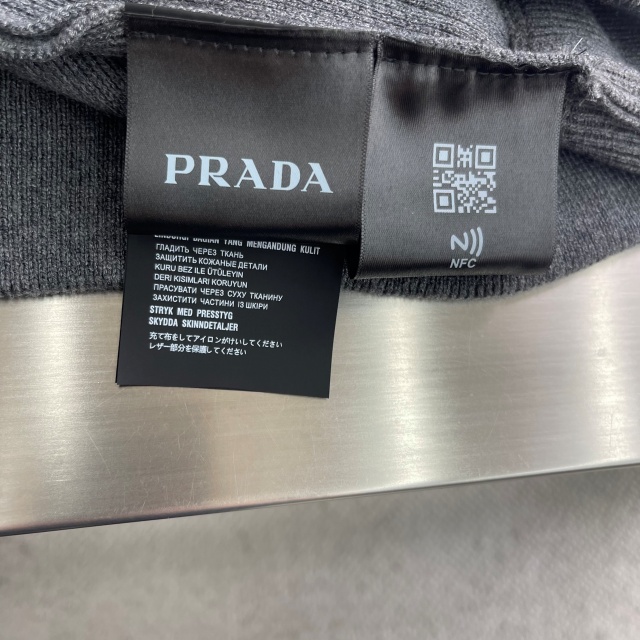 PRADA
NFC
YANG MENGANDUNG KULIT
ГЛАДИТЬ ЧЕРЕЗ ТКАНЬ
ЗАЩИТИТЬ КОЖАНЫЕ ДЕТАЛИ
KURU BEZ ILE ÜTÜLEYIN
DERI KISIMLARI KORUYUN
ПРАСУВАТИ ЧЕРЕЗ СУХУ ТКАНИНУ
ЗАХИСТИТИ ЧАСТИНИ ІЗ ШКІРИ
STRYK MED PRESSTYG
SKYDDA SKINNDETALJER
充て布をしてアイロンがけしてください
レザー部分を保護してください。